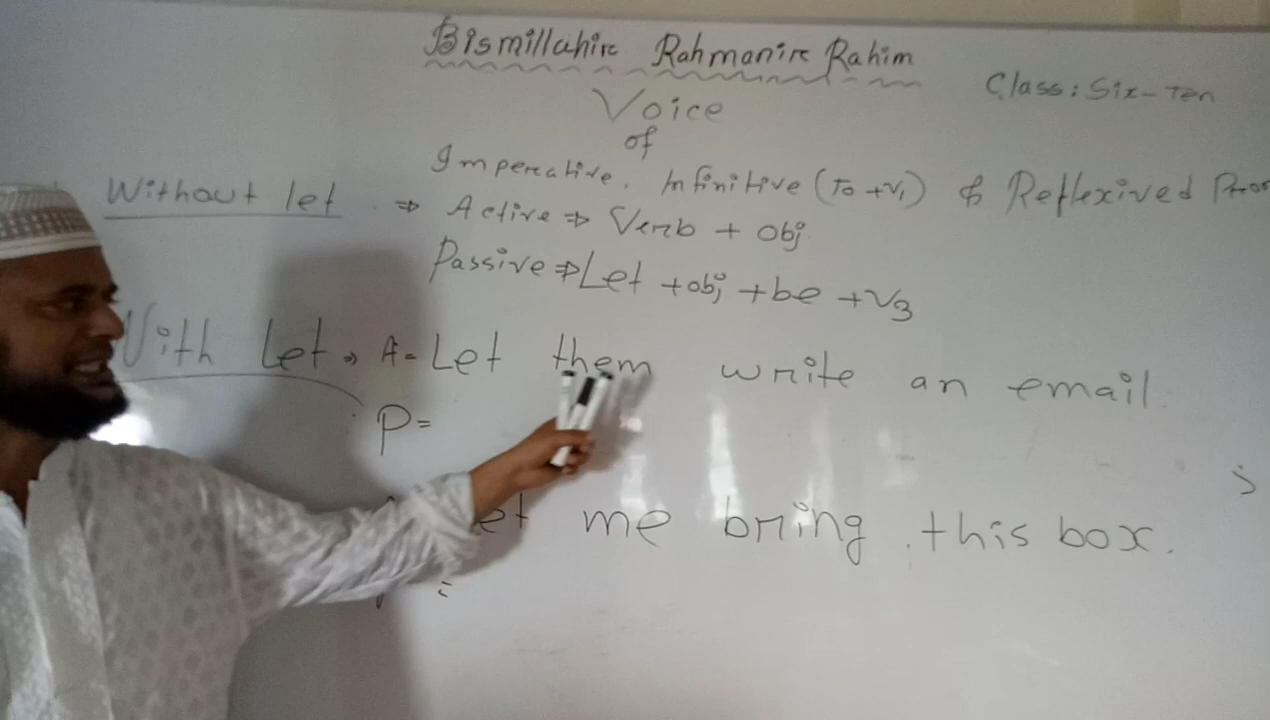 Bismillahir Rahmanir Rahim
Class: Six-Ten
Voice
of
Imperative, Infinitive (To+V1) & Reflexived
Without let ⇒ Active ⇒ Verb + obj.
Passive ⇒ Let + obj + be + V3
With Let ⇒ A = Let them write an email.
P =
me bring this box.
=